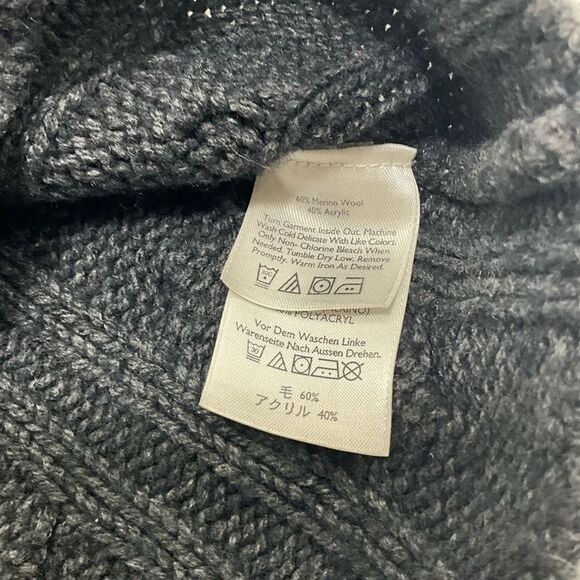 60% Merino Wool
40% Acrylic
Turn Garment Inside Out. Machine
Wash Cold Delicate With Like Colors.
Only Non- Chlorine Bleach When
Needed. Tumble Dry Low. Remove
Promptly. Warm Iron As Desired.
POLYACRYL
Vor Dem Waschen Linke
Warenseite Nach Aussen Drehen.
30
毛 60%
アクリル 40%